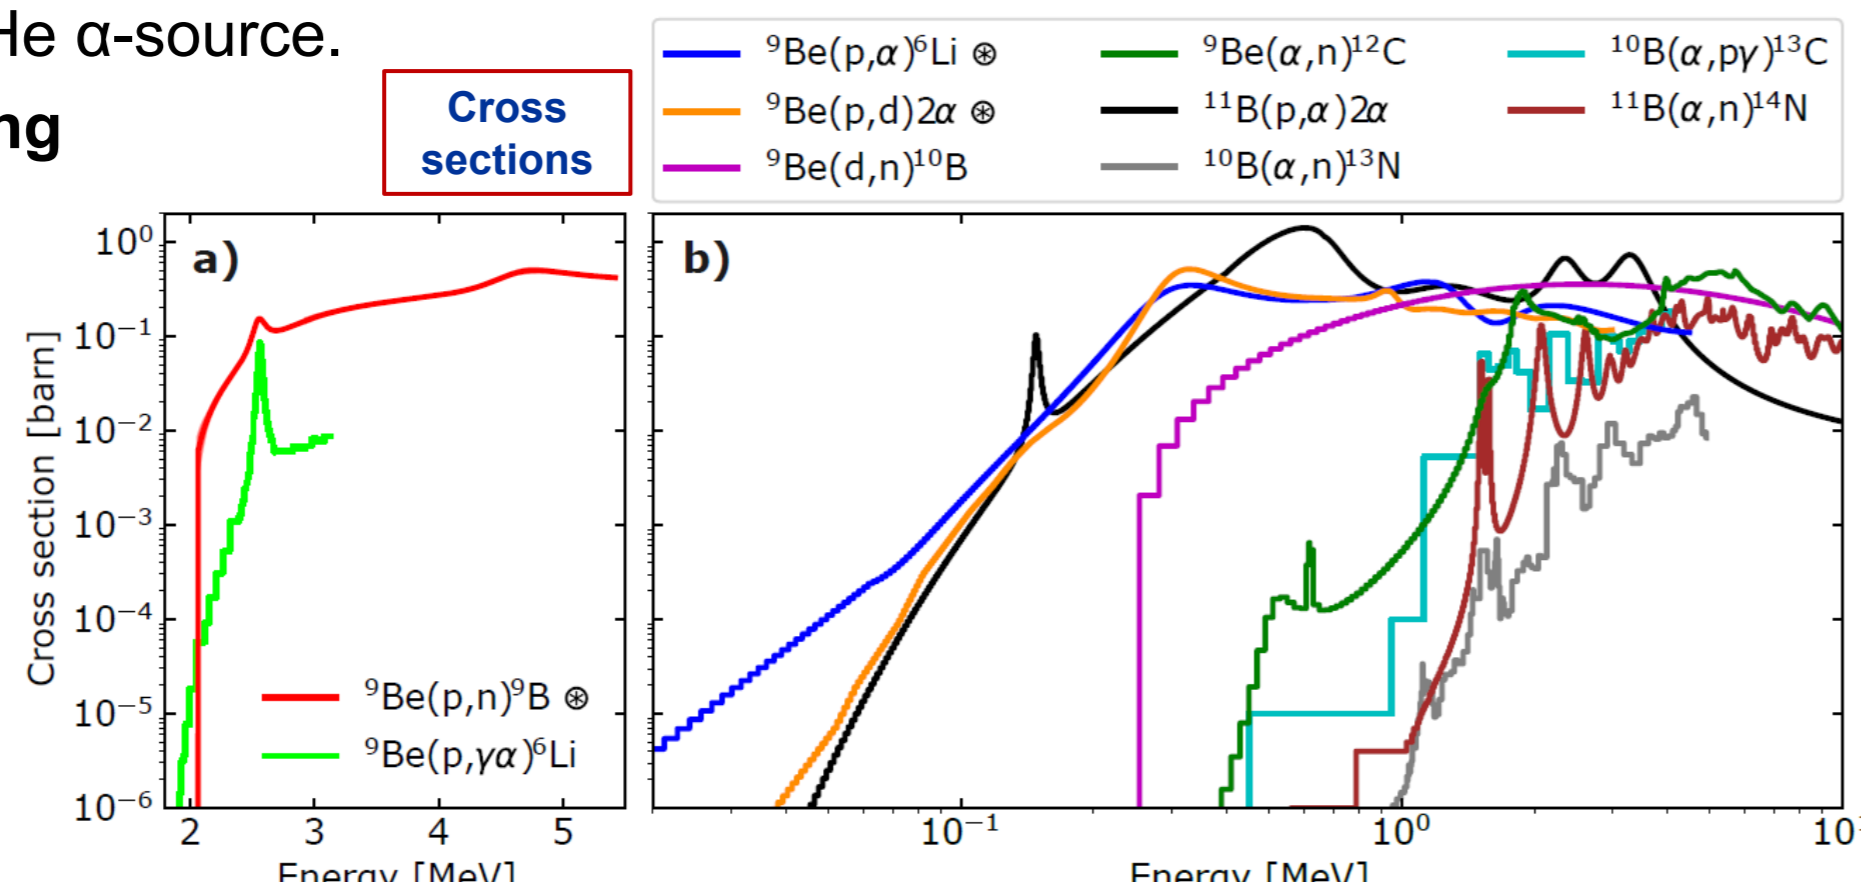 He α-source.
ng
Cross
sections
⁹Be(p,α)⁶Li ⊛
⁹Be(p,d)2α ⊛
⁹Be(d,n)¹⁰B
⁹Be(α,n)¹²C
¹¹B(p,α)2α
¹⁰B(α,n)¹³N
¹⁰B(α,pγ)¹³C
¹¹B(α,n)¹⁴N
a)
b)
Cross section [barn]
10⁰
10⁻¹
10⁻²
10⁻³
10⁻⁴
10⁻⁵
10⁻⁶
⁹Be(p,n)⁹B ⊛
⁹Be(p,γα)⁶Li
2 3 4 5
10⁻¹ 10⁰ 10¹
Energy [MeV]
Energy [MeV]